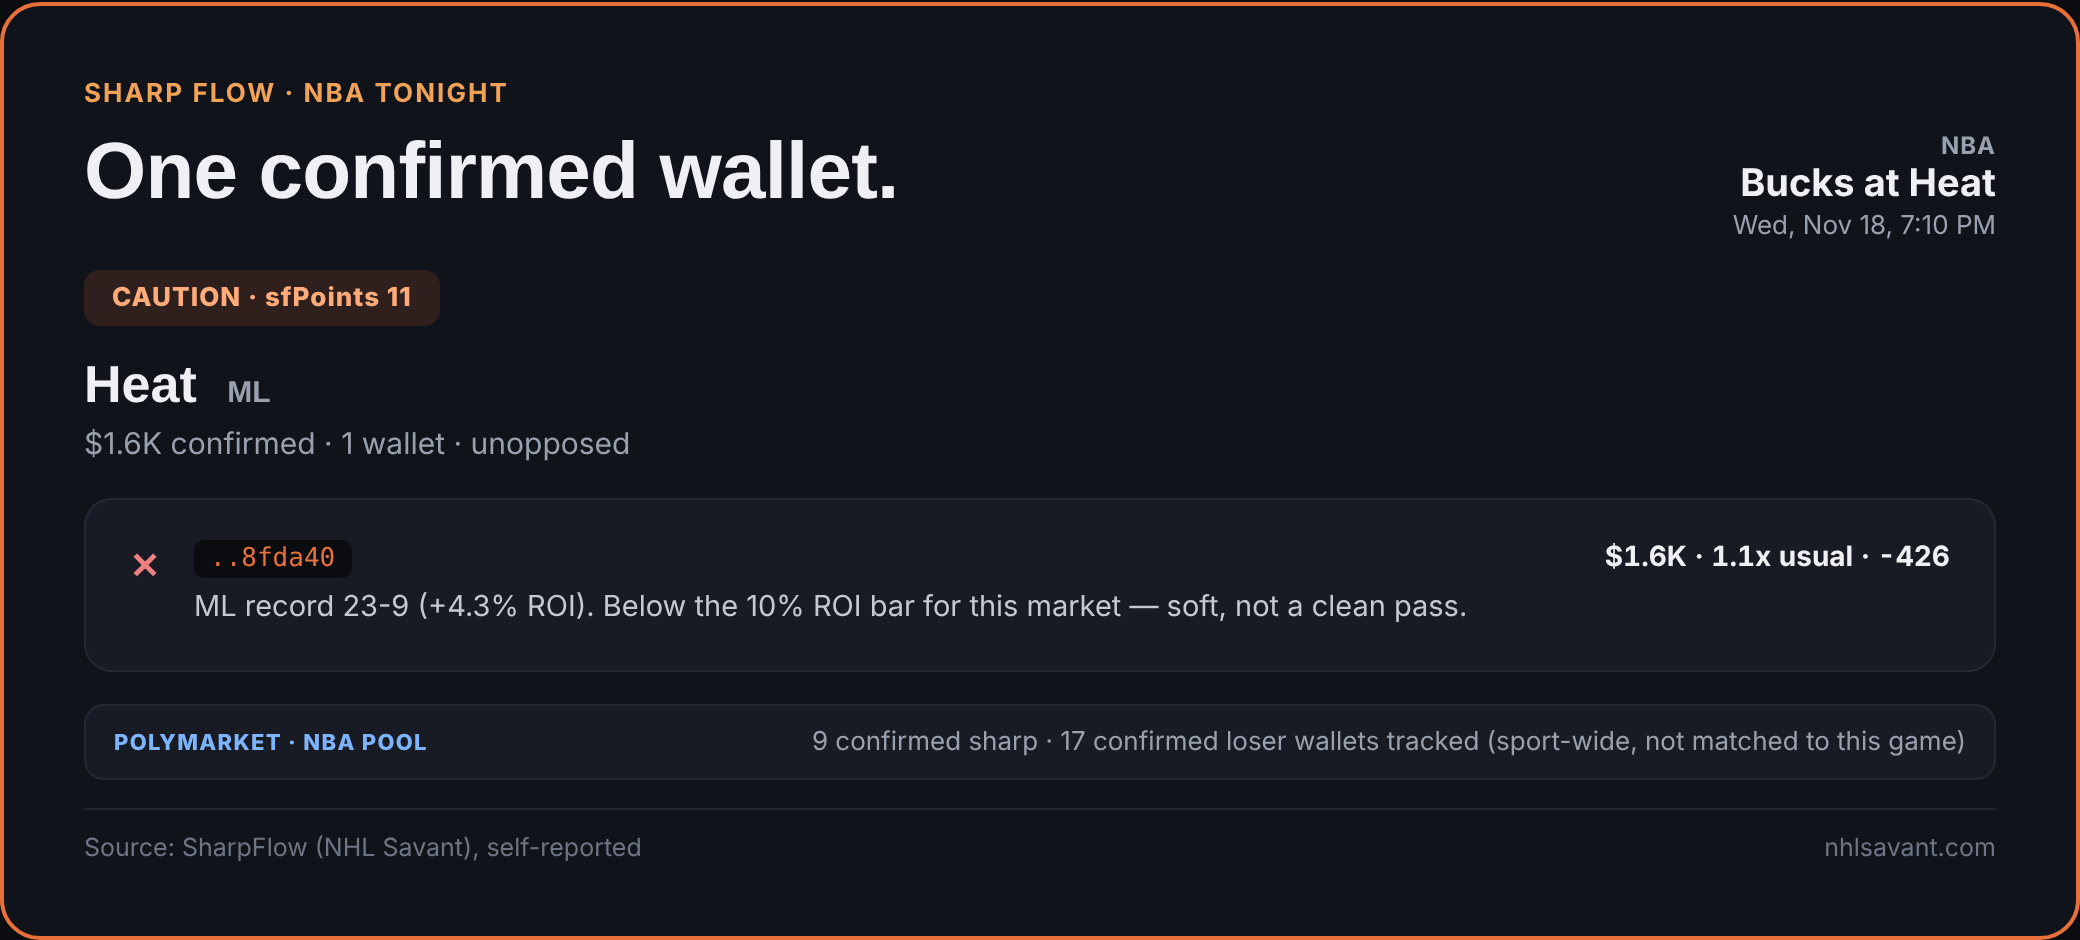 SHARP FLOW · NBA TONIGHT
One confirmed wallet.
NBA
Bucks at Heat
Wed, Nov 18, 7:10 PM
CAUTION · sfPoints 11
Heat ML
$1.6K confirmed · 1 wallet · unopposed
✕ ..8fda40 $1.6K · 1.1x usual · -426
ML record 23-9 (+4.3% ROI). Below the 10% ROI bar for this market — soft, not a clean pass.
POLYMARKET · NBA POOL 9 confirmed sharp · 17 confirmed loser wallets tracked (sport-wide, not matched to this game)
Source: SharpFlow (NHL Savant), self-reported nhlsavant.com